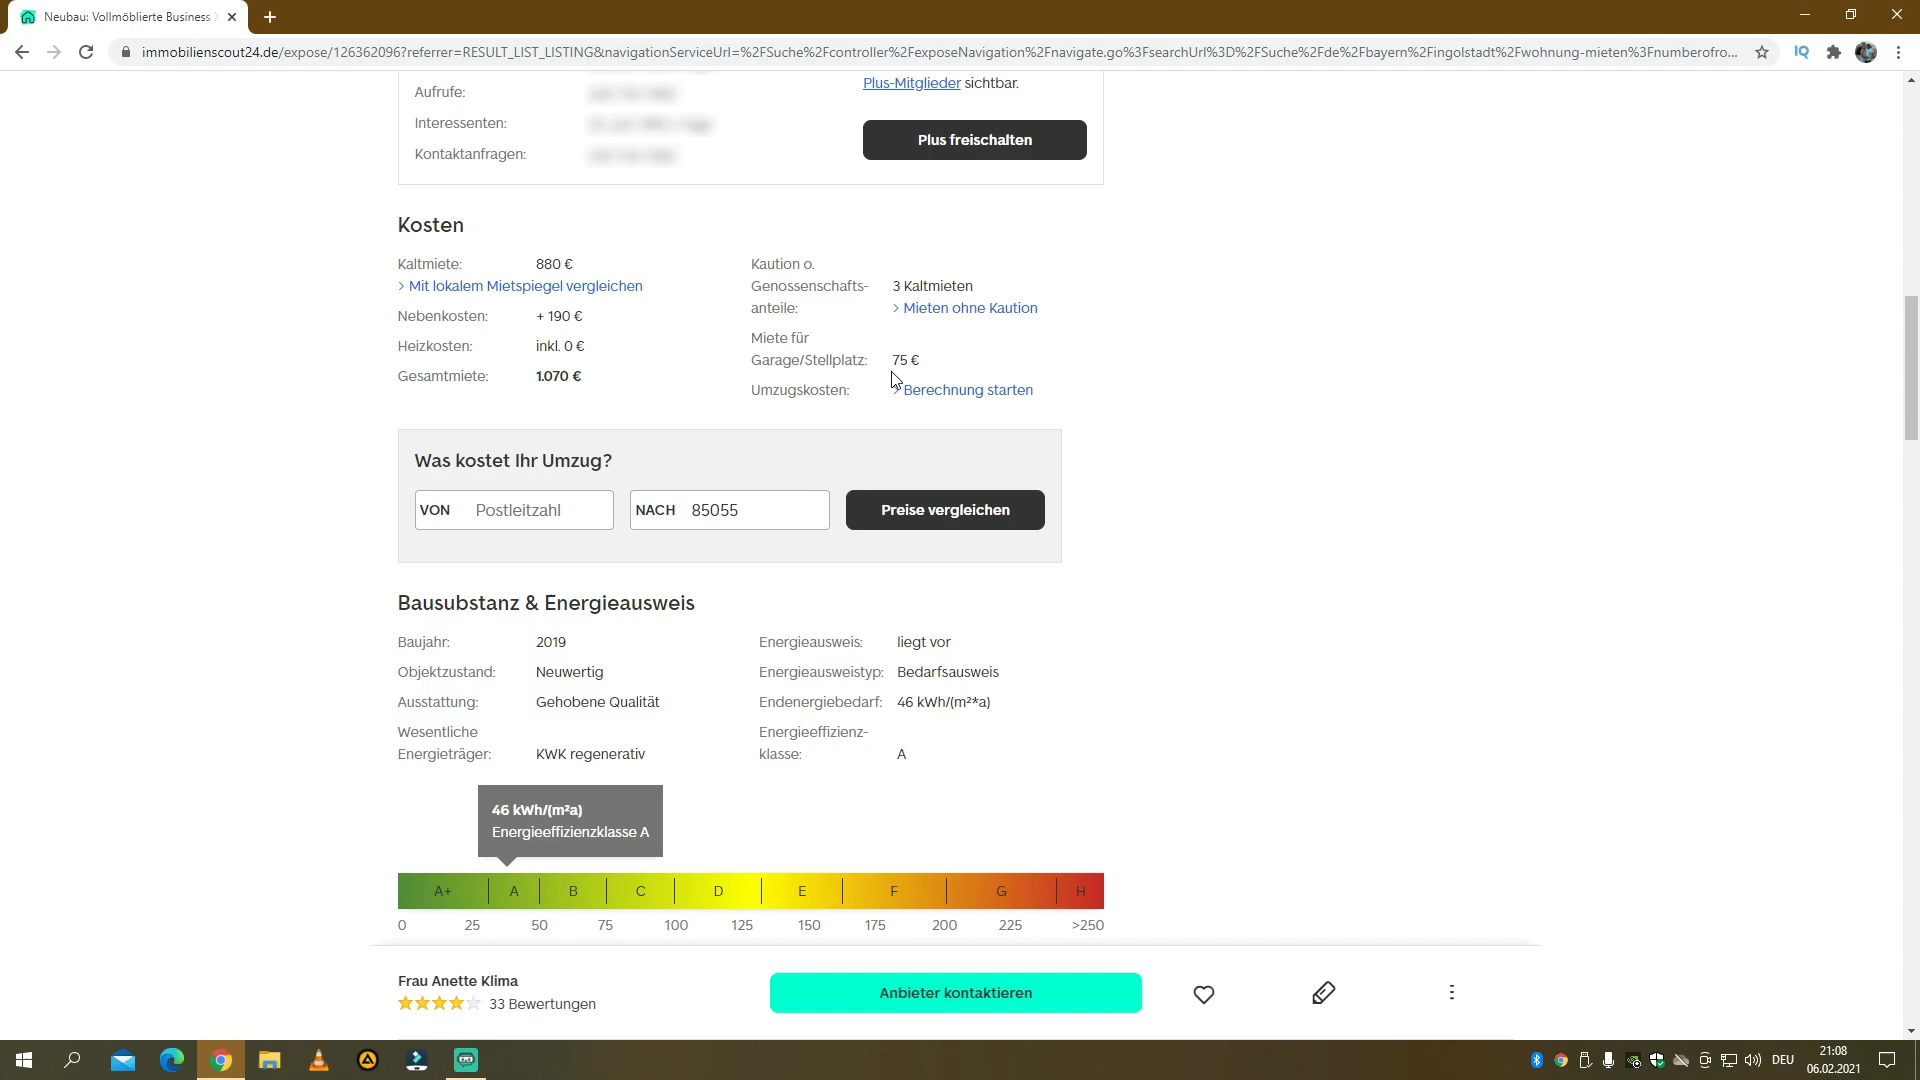 Neubau: Vollmöblierte Business
immobilienscout24.de/expose/126362096?referrer=RESULT_LIST_LISTING&navigationServiceUrl=%2FSuche%2Fcontroller%2FexposeNavigation%2Fnavigate.go%3FsearchUrl%3D%2FSuche%2Fde%2Fbayern%2Fingolstadt%2Fwohnung-mieten%3Fnumberofro...
Plus-Mitglieder sichtbar.
Aufrufe:
Interessenten:
Kontaktanfragen:
Plus freischalten
Kosten
Kaltmiete: 880 €
> Mit lokalem Mietspiegel vergleichen
Nebenkosten: + 190 €
Heizkosten: inkl. 0 €
Gesamtmiete: 1.070 €
Kaution o.
Genossenschafts- 3 Kaltmieten
anteile: > Mieten ohne Kaution
Miete für
Garage/Stellplatz: 75 €
Umzugskosten: > Berechnung starten
Was kostet Ihr Umzug?
VON Postleitzahl NACH 85055 Preise vergleichen
Bausubstanz & Energieausweis
Baujahr: 2019
Objektzustand: Neuwertig
Ausstattung: Gehobene Qualität
Wesentliche
Energieträger: KWK regenerativ
Energieausweis: liegt vor
Energieausweistyp: Bedarfsausweis
Endenergiebedarf: 46 kWh/(m²*a)
Energieeffizienz-
klasse: A
46 kWh/(m²a)
Energieeffizienzklasse A
A+ A B C D E F G H
0 25 50 75 100 125 150 175 200 225 >250
Frau Anette Klima
33 Bewertungen
Anbieter kontaktieren
IQ
DEU
21:08
06.02.2021